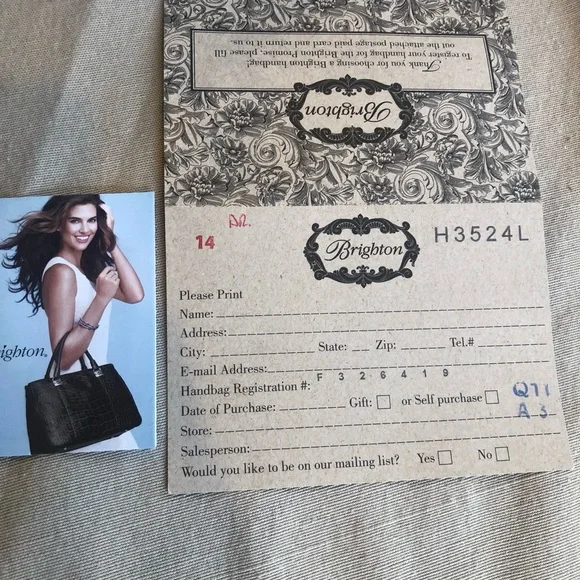 Thank you for choosing a Brighton handbag!
To register your handbag for the Brighton Promise, please fill
out the attached postage paid card and return it to us.
Brighton
14
H3524L
Brighton
Please Print
Name:
Address:
City: State: Zip: Tel.#
E-mail Address:
Handbag Registration #: F 3 2 6 4 1 9
Date of Purchase: Gift: or Self purchase
A 3
Store:
Salesperson:
Would you like to be on our mailing list? Yes No
ighton